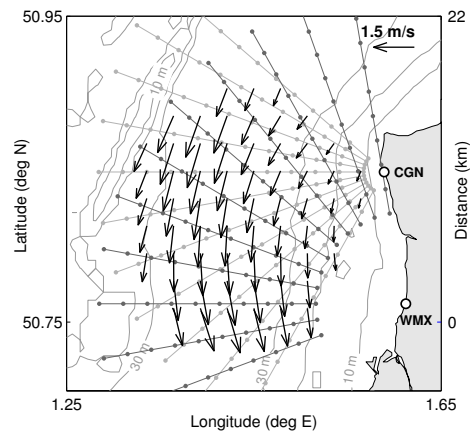 50.95
22
1.5 m/s
10 m
CGN
Latitude (deg N)
Distance (km)
WMX
50.75
0
30 m
30 m
10 m
1.25
1.65
Longitude (deg E)